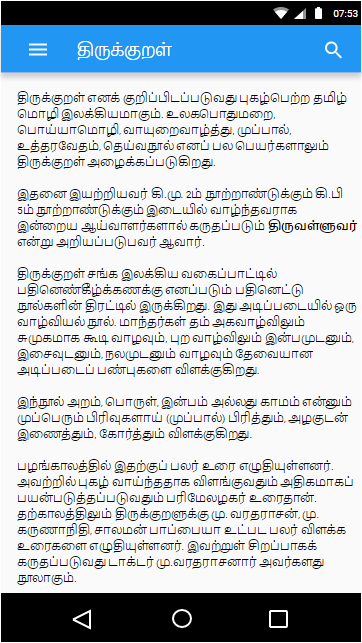 07:53
திருக்குறள்
திருக்குறள் எனக் குறிப்பிடப்படுவது புகழ்பெற்ற தமிழ்
மொழி இலக்கியமாகும். உலகபொதுமறை,
பொய்யாமொழி, வாயுறைவாழ்த்து, முப்பால்,
உத்தரவேதம், தெய்வநூல் எனப் பல பெயர்களாலும்
திருக்குறள் அழைக்கப்படுகிறது.
இதனை இயற்றியவர் கி.மு. 2ம் நூற்றாண்டுக்கும் கி.பி
5ம் நூற்றாண்டுக்கும் இடையில் வாழ்ந்தவராக
இன்றைய ஆய்வாளர்களால் கருதப்படும் திருவள்ளுவர்
என்று அறியப்படுபவர் ஆவார்.
திருக்குறள் சங்க இலக்கிய வகைப்பாட்டில்
பதினெண்கீழ்க்கணக்கு எனப்படும் பதினெட்டு
நூல்களின் திரட்டில் இருக்கிறது. இது அடிப்படையில் ஒரு
வாழ்வியல் நூல். மாந்தர்கள் தம் அகவாழ்விலும்
சுமுகமாக கூடி வாழவும், புற வாழ்விலும் இன்பமுடனும்,
இசைவுடனும், நலமுடனும் வாழவும் தேவையான
அடிப்படைப் பண்புகளை விளக்குகிறது.
இந்நூல் அறம், பொருள், இன்பம் அல்லது காமம் என்னும்
முப்பெரும் பிரிவுகளாய் (முப்பால்) பிரித்தும், அழகுடன்
இணைத்தும், கோர்த்தும் விளக்குகிறது.
பழங்காலத்தில் இதற்குப் பலர் உரை எழுதியுள்ளனர்.
அவற்றில் புகழ் வாய்ந்ததாக விளங்குவதும் அதிகமாகப்
பயன்படுத்தப்படுவதும் பரிமேலழகர் உரைதான்.
தற்காலத்திலும் திருக்குறளுக்கு மு. வரதராசன், மு.
கருணாநிதி, சாலமன் பாப்பையா உட்பட பலர் விளக்க
உரைகளை எழுதியுள்ளனர். இவற்றுள் சிறப்பாகக்
கருதப்படுவது டாக்டர் மு.வரதராசனார் அவர்களது
நூலாகும்.